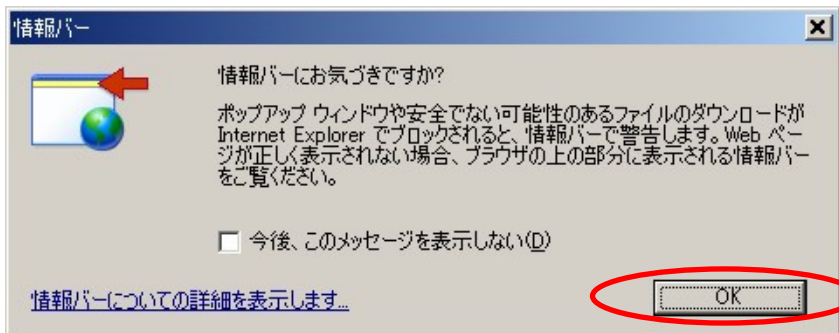 情報バー
情報バーにお気づきですか?
ポップアップ ウィンドウや安全でない可能性のあるファイルのダウンロードが
Internet Explorer でブロックされると、情報バーで警告します。Web ペー
ジが正しく表示されない場合、ブラウザの上の部分に表示される情報バー
をご覧ください。
今後、このメッセージを表示しない(D)
情報バーについての詳細を表示します...
OK